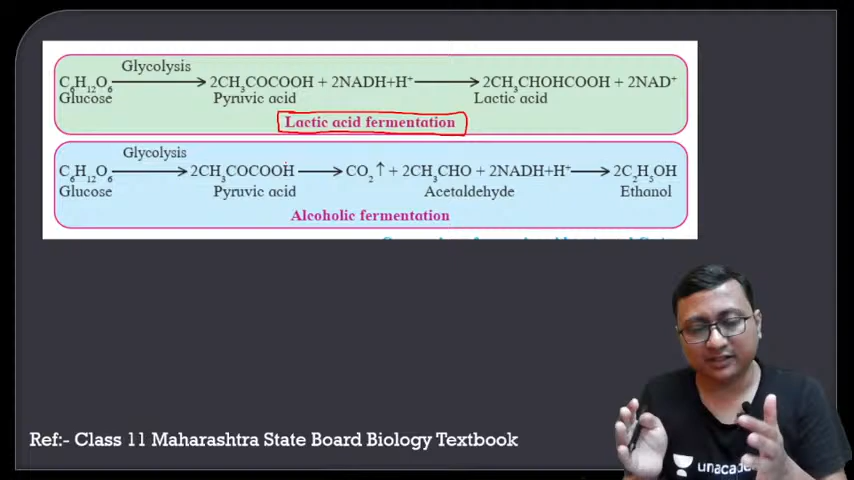 Glycolysis
C₆H₁₂O₆ ⟶ 2CH₃COCOOH + 2NADH+H⁺ ⟶ 2CH₃CHOHCOOH + 2NAD⁺
Glucose Pyruvic acid Lactic acid
Lactic acid fermentation
Glycolysis
C₆H₁₂O₆ ⟶ 2CH₃COCOOH ⟶ CO₂↑ + 2CH₃CHO + 2NADH+H⁺ ⟶ 2C₂H₅OH
Glucose Pyruvic acid Acetaldehyde Ethanol
Alcoholic fermentation
Ref:- Class 11 Maharashtra State Board Biology Textbook